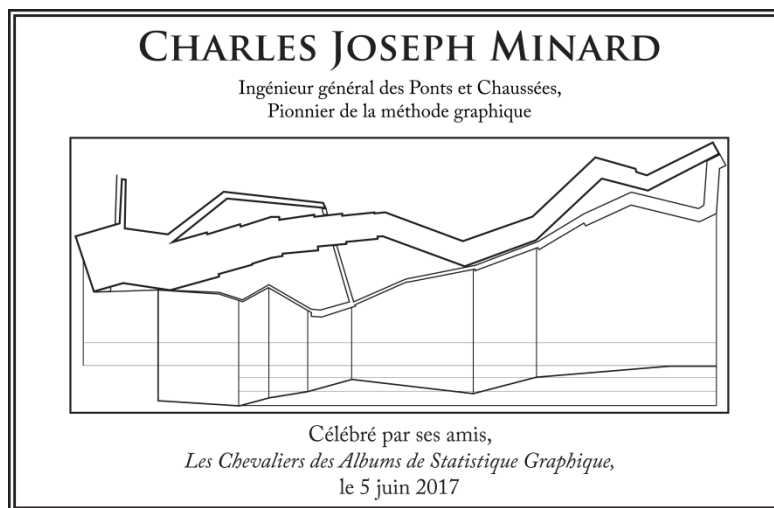 CHARLES JOSEPH MINARD
Ingénieur général des Ponts et Chaussées,
Pionnier de la méthode graphique
Célébré par ses amis,
Les Chevaliers des Albums de Statistique Graphique,
le 5 juin 2017